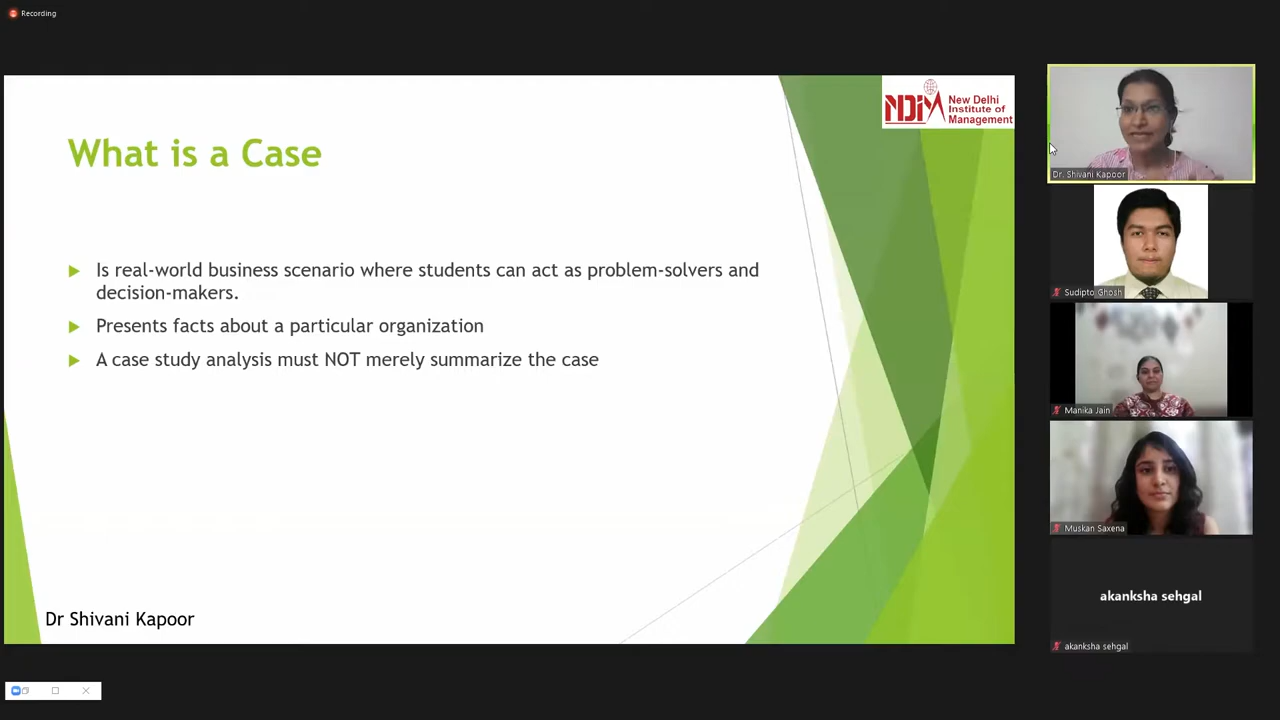 Recording
NDIM
New Delhi
Institute of
Management
What is a Case
Is real-world business scenario where students can act as problem-solvers and
decision-makers.
Presents facts about a particular organization
A case study analysis must NOT merely summarize the case
Dr Shivani Kapoor
Dr. Shivani Kapoor
Sudipto Ghosh
Manika Jain
Muskan Saxena
akanksha sehgal
akanksha sehgal